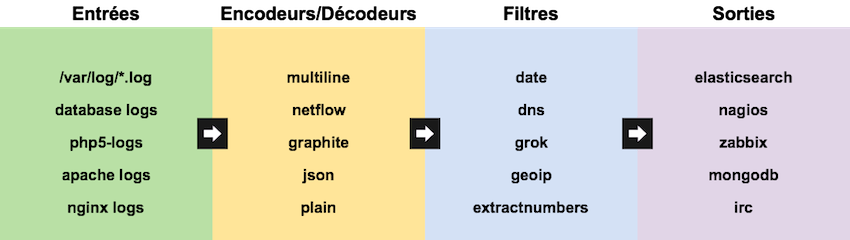 Entrées
Encodeurs/Décodeurs
Filtres
Sorties
/var/log/*.log
database logs
php5-logs
apache logs
nginx logs
multiline
netflow
graphite
json
plain
date
dns
grok
geoip
extractnumbers
elasticsearch
nagios
zabbix
mongodb
irc